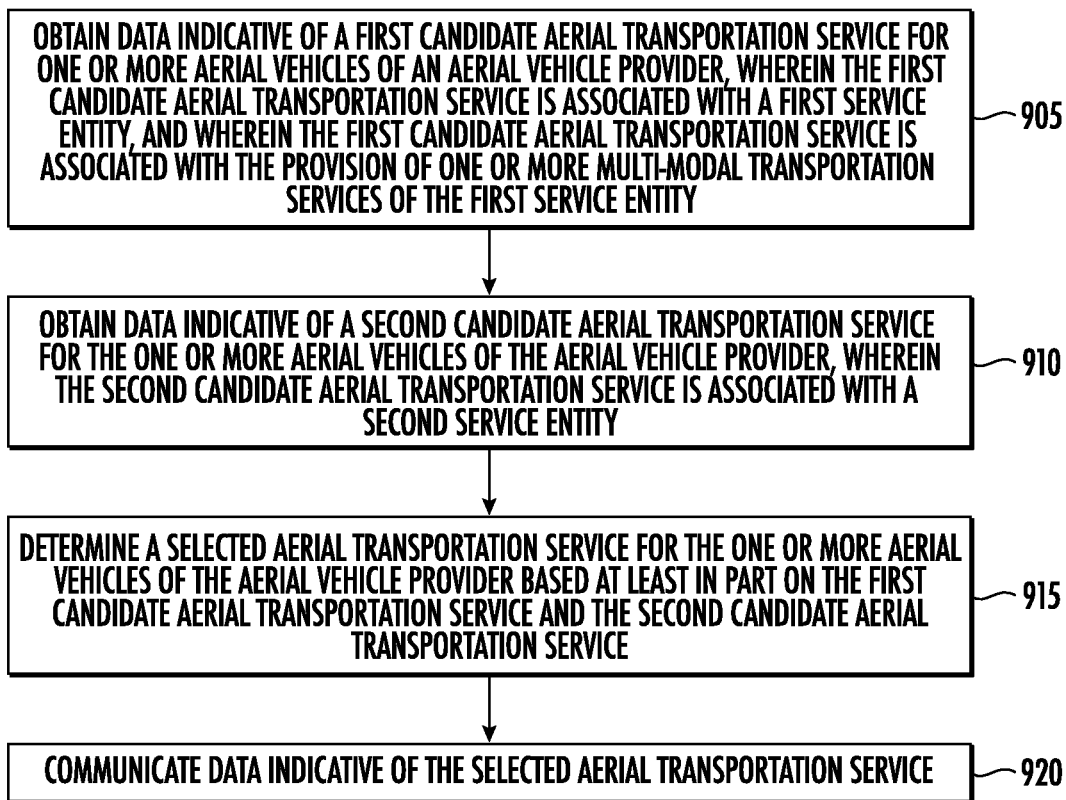 OBTAIN DATA INDICATIVE OF A FIRST CANDIDATE AERIAL TRANSPORTATION SERVICE FOR
ONE OR MORE AERIAL VEHICLES OF AN AERIAL VEHICLE PROVIDER, WHEREIN THE FIRST
CANDIDATE AERIAL TRANSPORTATION SERVICE IS ASSOCIATED WITH A FIRST SERVICE
ENTITY, AND WHEREIN THE FIRST CANDIDATE AERIAL TRANSPORTATION SERVICE IS
ASSOCIATED WITH THE PROVISION OF ONE OR MORE MULTI-MODAL TRANSPORTATION
SERVICES OF THE FIRST SERVICE ENTITY
905
OBTAIN DATA INDICATIVE OF A SECOND CANDIDATE AERIAL TRANSPORTATION SERVICE
FOR THE ONE OR MORE AERIAL VEHICLES OF THE AERIAL VEHICLE PROVIDER, WHEREIN
THE SECOND CANDIDATE AERIAL TRANSPORTATION SERVICE IS ASSOCIATED WITH A
SECOND SERVICE ENTITY
910
DETERMINE A SELECTED AERIAL TRANSPORTATION SERVICE FOR THE ONE OR MORE AERIAL
VEHICLES OF THE AERIAL VEHICLE PROVIDER BASED AT LEAST IN PART ON THE FIRST
CANDIDATE AERIAL TRANSPORTATION SERVICE AND THE SECOND CANDIDATE AERIAL
TRANSPORTATION SERVICE
915
COMMUNICATE DATA INDICATIVE OF THE SELECTED AERIAL TRANSPORTATION SERVICE
920